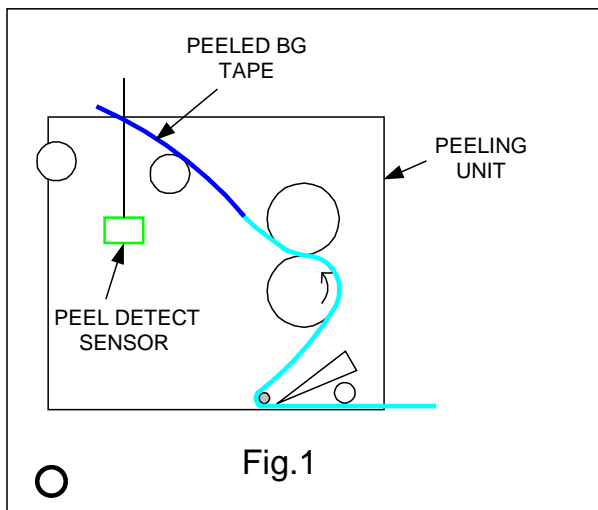 PEELED BG
TAPE
PEELING
UNIT
PEEL DETECT
SENSOR
Fig.1